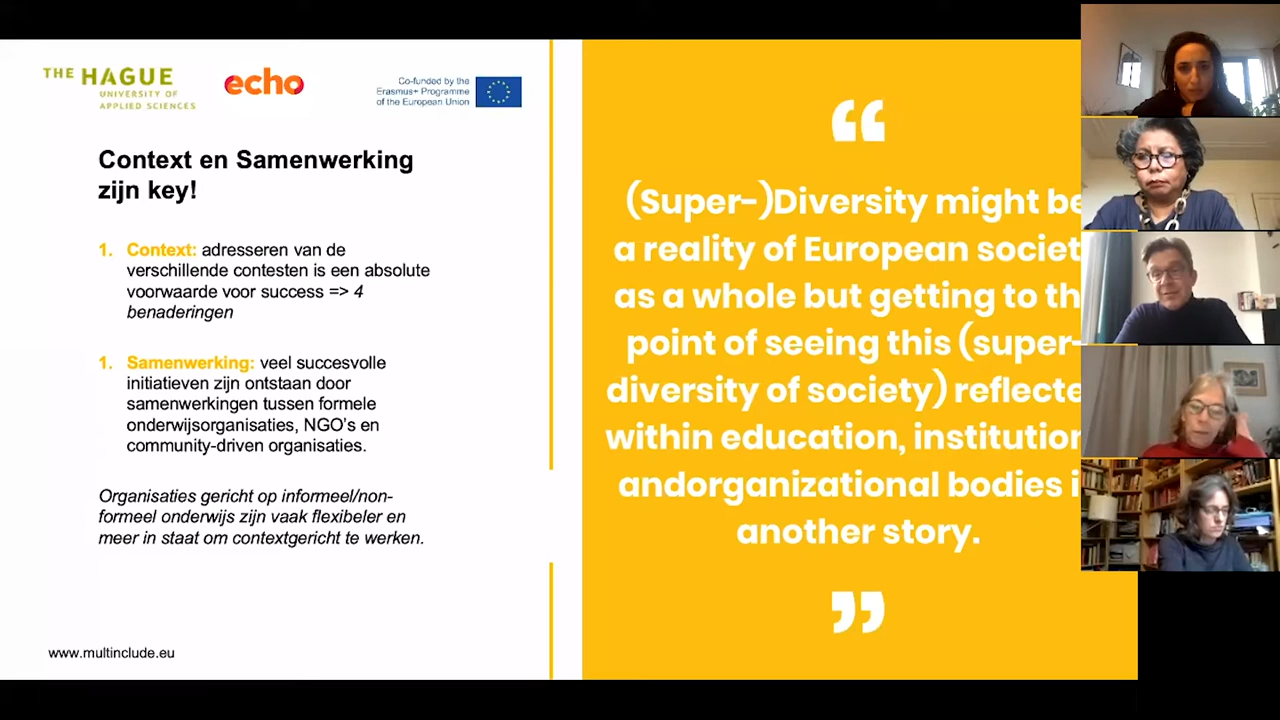 THE HAGUE
UNIVERSITY OF
APPLIED SCIENCES
echo
Co-funded by the
Erasmus+ Programme
of the European Union
Context en Samenwerking
zijn key!
1. Context: adresseren van de
verschillende contesten is een absolute
voorwaarde voor success => 4
benaderingen
1. Samenwerking: veel succesvolle
initiatieven zijn ontstaan door
samenwerkingen tussen formele
onderwijsorganisaties, NGO's en
community-driven organisaties.
Organisaties gericht op informeel/non-
formeel onderwijs zijn vaak flexibeler en
meer in staat om contextgericht te werken.
www.multinclude.eu
“
(Super-)Diversity might be
a reality of European societ
as a whole but getting to th
point of seeing this (super-
diversity of society) reflecte
within education, institution
andorganizational bodies i
another story.
”